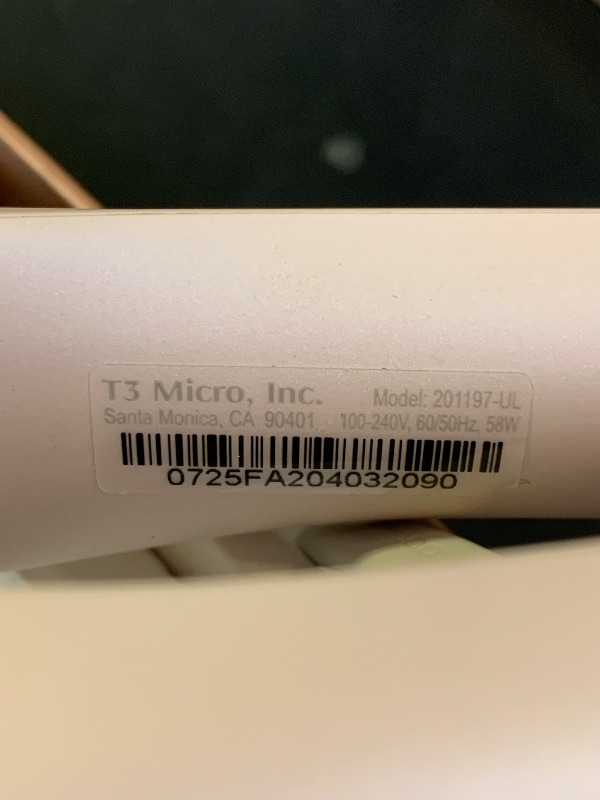 T3 Micro, Inc. Model: 201197-UL
Santa Monica, CA 90401 100-240V, 60/50Hz, 58W
0725FA204032090